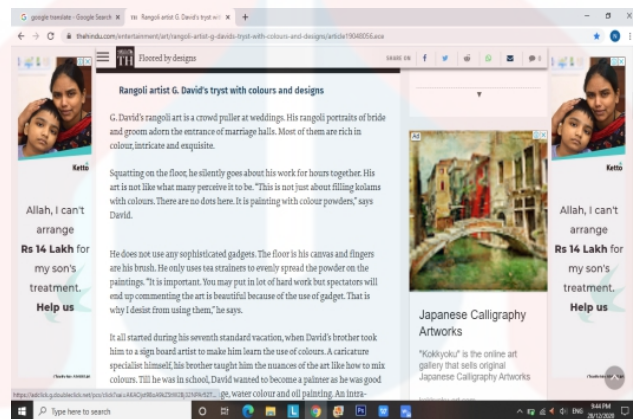 google translate - Google Search
Rangoli artist G. David's tryst wit
thehindu.com/entertainment/art/rangoli-artist-g-davids-tryst-with-colours-and-designs/article19048056.ece
TH
Floored by designs
SHARE ON
Rangoli artist G. David's tryst with colours and designs
G. David's rangoli art is a crowd puller at weddings. His rangoli portraits of bride
and groom adorn the entrance of marriage halls. Most of them are rich in
colour, intricate and exquisite.
Squatting on the floor, he silently goes about his work for hours together. His
art is not like what many perceive it to be. "This is not just about filling kolams
with colours. There are no dots here. It is painting with colour powders," says
David.
He does not use any sophisticated gadgets. The floor is his canvas and fingers
are his brush. He only uses tea strainers to evenly spread the powder on the
paintings. "It is important. You may put in lot of hard work but spectators will
end up commenting the art is beautiful because of the use of gadget. That is
why I desist from using them," he says.
It all started during his seventh standard vacation, when David's brother took
him to a sign board artist to make him learn the use of colours. A caricature
specialist himself, his brother taught him the nuances of the art like how to mix
colours. Till he was in school, David wanted to become a painter as he was good
ge, water colour and oil painting. An intra-
Ketto
Allah, I can't
arrange
Rs 14 Lakh for
my son's
treatment.
Help us
Ad
Japanese Calligraphy
Artworks
"Kokkyoku" is the online art
gallery that sells original
Japanese Calligraphy Artworks
Ketto
Allah, I can't
arrange
Rs 14 Lakh for
my son's
treatment.
Help us
Type here to search
ENG
9:44 PM
28/12/2020